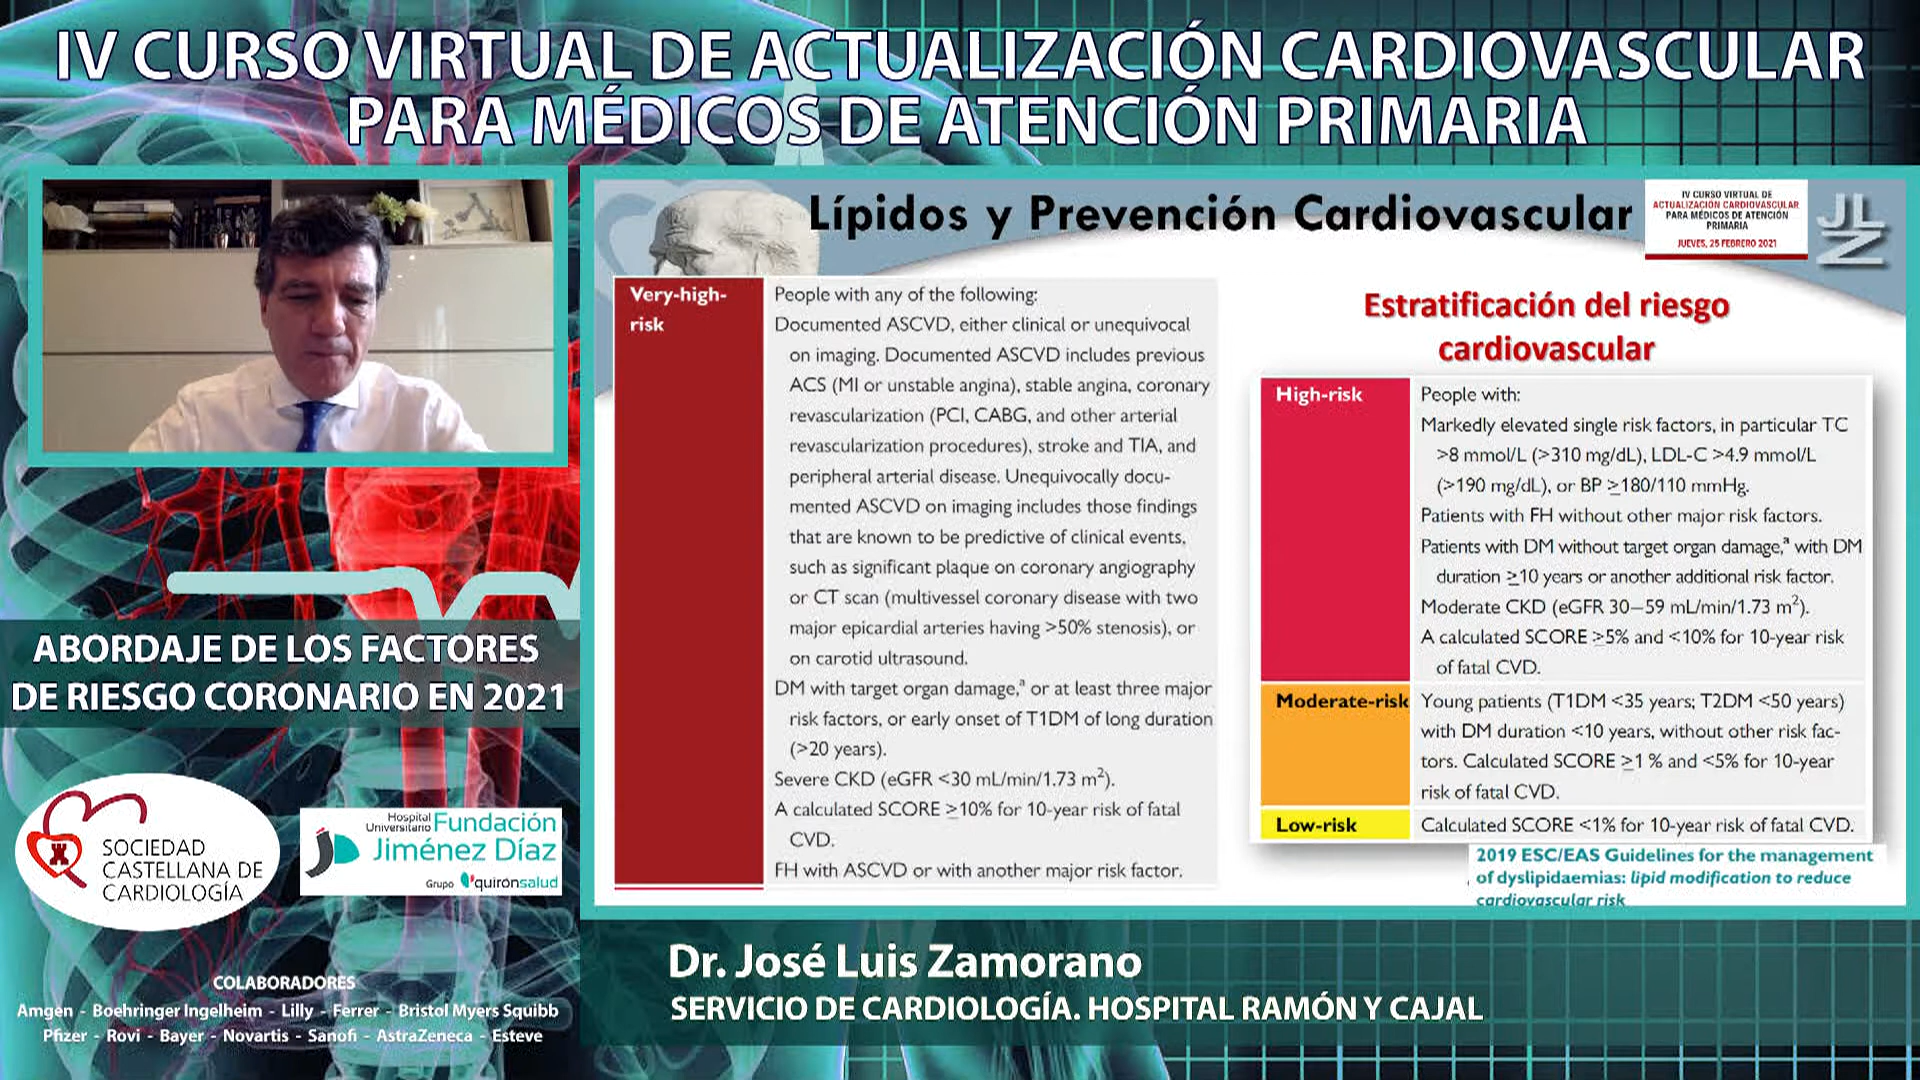 IV CURSO VIRTUAL DE ACTUALIZACIÓN CARDIOVASCULAR
PARA MÉDICOS DE ATENCIÓN PRIMARIA
Lípidos y Prevención Cardiovascular
IV CURSO VIRTUAL DE
ACTUALIZACIÓN CARDIOVASCULAR
PARA MÉDICOS DE ATENCIÓN
PRIMARIA
JUEVES, 25 FEBRERO 2021
JLZ
Very-high-
risk
People with any of the following:
Documented ASCVD, either clinical or unequivocal
on imaging. Documented ASCVD includes previous
ACS (MI or unstable angina), stable angina, coronary
revascularization (PCI, CABG, and other arterial
revascularization procedures), stroke and TIA, and
peripheral arterial disease. Unequivocally docu-
mented ASCVD on imaging includes those findings
that are known to be predictive of clinical events,
such as significant plaque on coronary angiography
or CT scan (multivessel coronary disease with two
major epicardial arteries having >50% stenosis), or
on carotid ultrasound.
DM with target organ damage,ª or at least three major
risk factors, or early onset of T1DM of long duration
(>20 years).
Severe CKD (eGFR <30 mL/min/1.73 m²).
A calculated SCORE ≥10% for 10-year risk of fatal
CVD.
FH with ASCVD or with another major risk factor.
Estratificación del riesgo
cardiovascular
High-risk
People with:
Markedly elevated single risk factors, in particular TC
>8 mmol/L (>310 mg/dL), LDL-C >4.9 mmol/L
(>190 mg/dL), or BP ≥180/110 mmHg.
Patients with FH without other major risk factors.
Patients with DM without target organ damage,ª with DM
duration ≥10 years or another additional risk factor.
Moderate CKD (eGFR 30–59 mL/min/1.73 m²).
A calculated SCORE ≥5% and <10% for 10-year risk
of fatal CVD.
Moderate-risk
Young patients (T1DM <35 years; T2DM <50 years)
with DM duration <10 years, without other risk fac-
tors. Calculated SCORE ≥1 % and <5% for 10-year
risk of fatal CVD.
Low-risk
Calculated SCORE <1% for 10-year risk of fatal CVD.
2019 ESC/EAS Guidelines for the management
of dyslipidaemias: lipid modification to reduce
cardiovascular risk
ABORDAJE DE LOS FACTORES
DE RIESGO CORONARIO EN 2021
SOCIEDAD
CASTELLANA DE
CARDIOLOGÍA
Hospital
Universitario Fundación
Jiménez Díaz
Grupo quirónsalud
COLABORADORES
Amgen - Boehringer Ingelheim - Lilly - Ferrer - Bristol Myers Squibb
Pfizer - Rovi - Bayer - Novartis - Sanofi - AstraZeneca - Esteve
Dr. José Luis Zamorano
SERVICIO DE CARDIOLOGÍA. HOSPITAL RAMÓN Y CAJAL